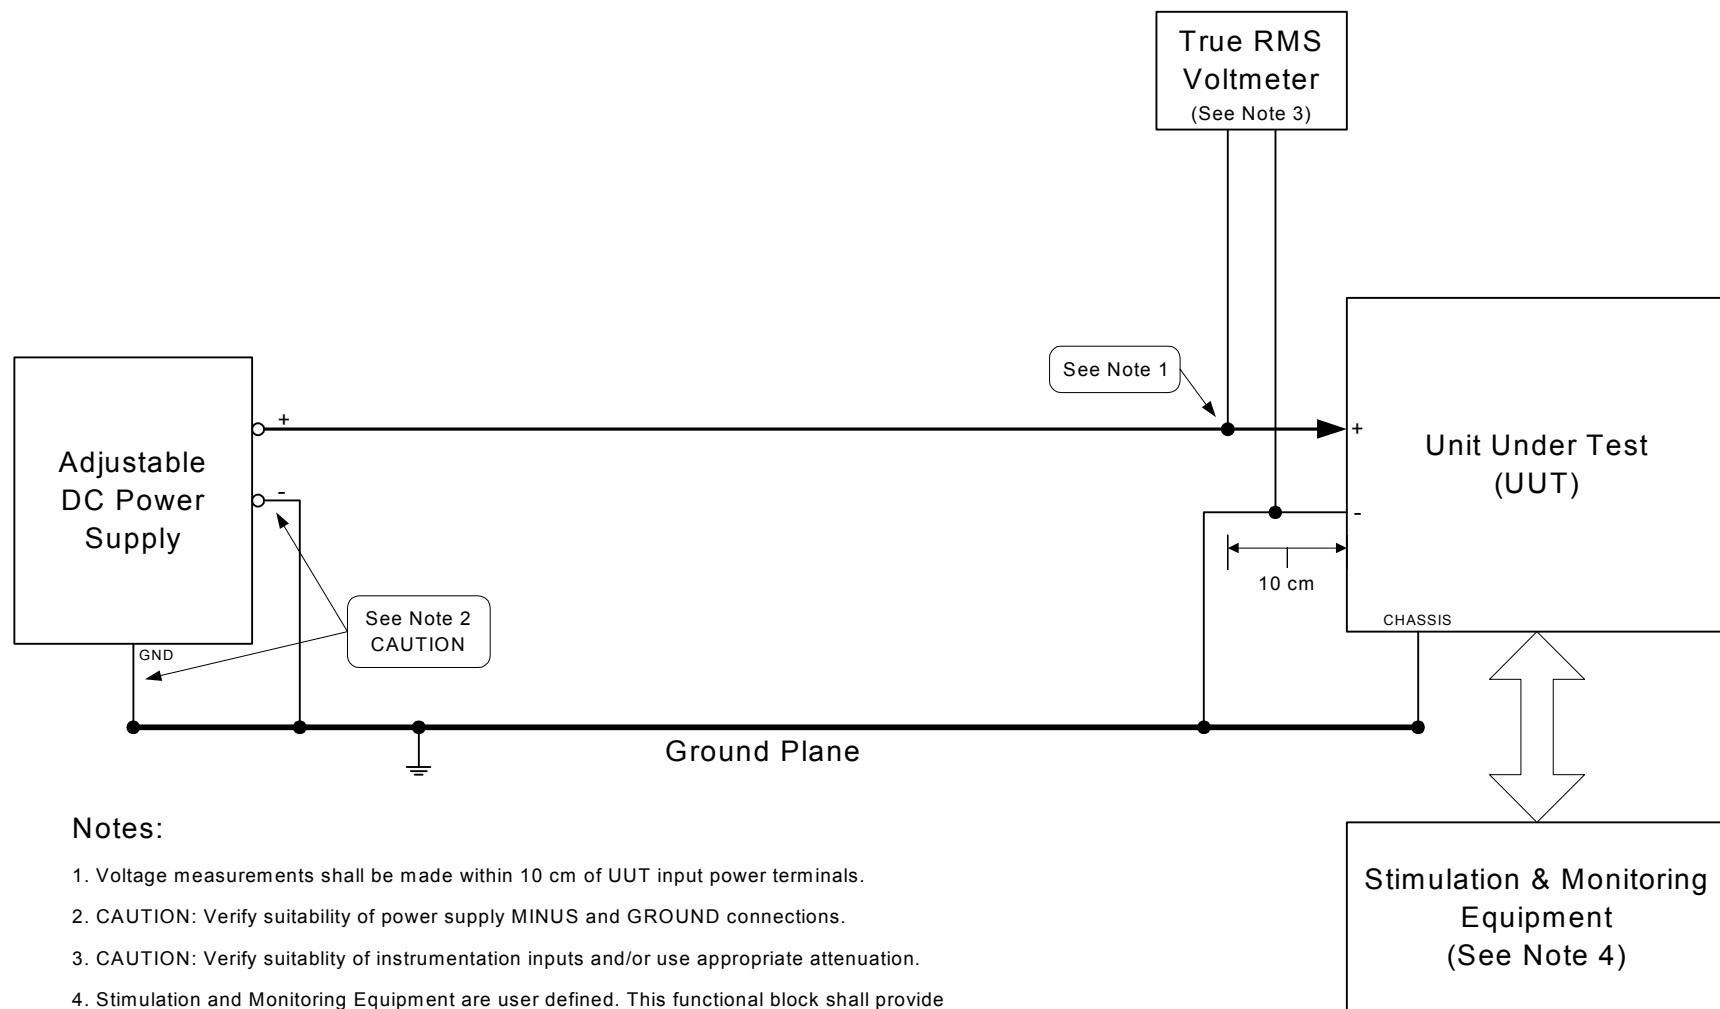 True RMS
Voltmeter
(See Note 3)
See Note 1
+
+
Adjustable
DC Power
Supply
-
Unit Under Test
(UUT)
-
10 cm
See Note 2
CAUTION
CHASSIS
GND
Ground Plane
Notes:
1. Voltage measurements shall be made within 10 cm of UUT input power terminals.
2. CAUTION: Verify suitability of power supply MINUS and GROUND connections.
3. CAUTION: Verify suitablity of instrumentation inputs and/or use appropriate attenuation.
4. Stimulation and Monitoring Equipment are user defined. This functional block shall provide
Stimulation & Monitoring
Equipment
(See Note 4)